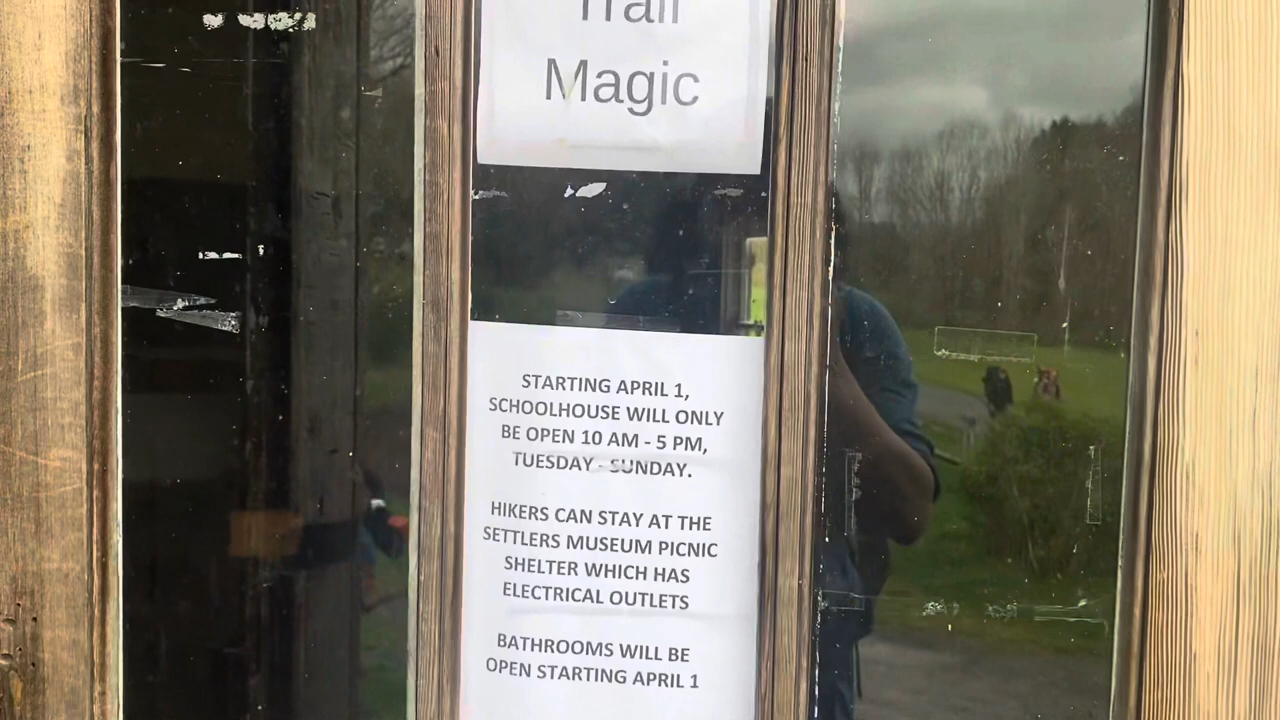 Trail
Magic
STARTING APRIL 1,
SCHOOLHOUSE WILL ONLY
BE OPEN 10 AM - 5 PM,
TUESDAY - SUNDAY.
HIKERS CAN STAY AT THE
SETTLERS MUSEUM PICNIC
SHELTER WHICH HAS
ELECTRICAL OUTLETS
BATHROOMS WILL BE
OPEN STARTING APRIL 1